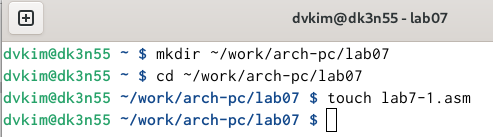 dvkim@dk3n55 - lab07
dvkim@dk3n55 ~ $ mkdir ~/work/arch-pc/lab07
dvkim@dk3n55 ~ $ cd ~/work/arch-pc/lab07
dvkim@dk3n55 ~/work/arch-pc/lab07 $ touch lab7-1.asm
dvkim@dk3n55 ~/work/arch-pc/lab07 $